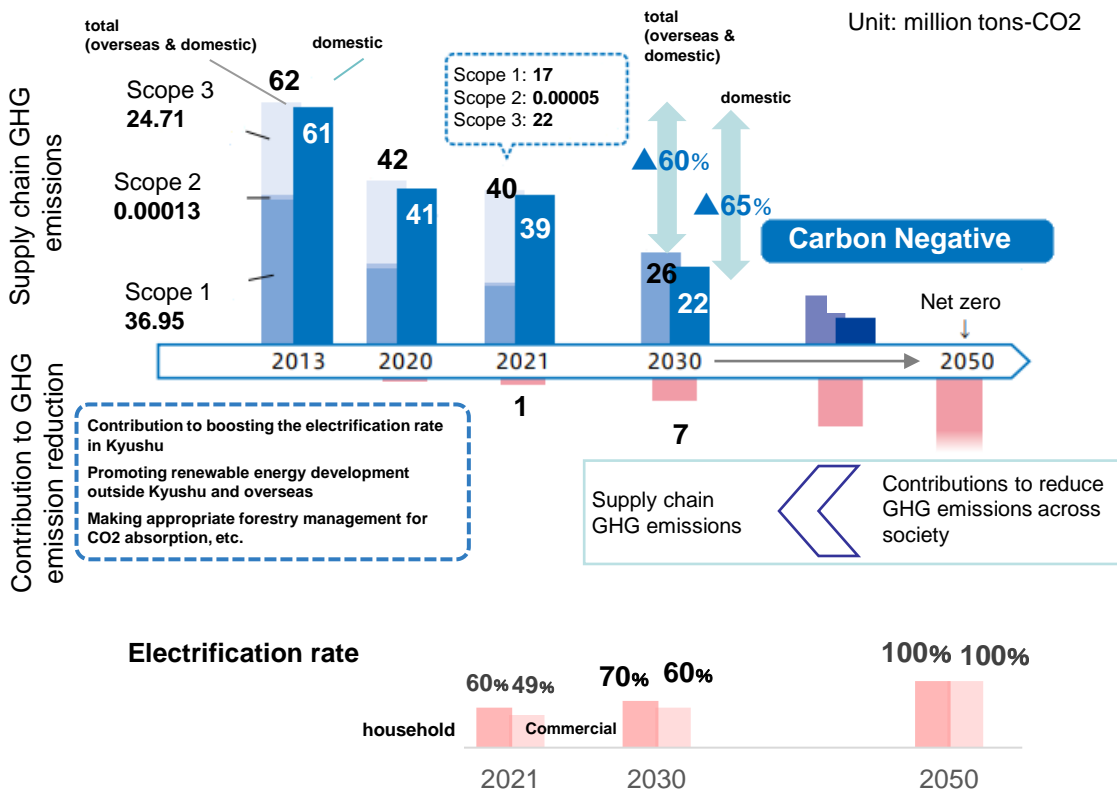 Unit: million tons-CO2
total
(overseas & domestic)
domestic
total
(overseas &
domestic)
domestic
Supply chain GHG
emissions
Scope 3
24.71
Scope 2
0.00013
Scope 1
36.95
62
61
42
41
Scope 1: 17
Scope 2: 0.00005
Scope 3: 22
40
39
▲60%
▲65%
26
22
Carbon Negative
Net zero
↓
2013
2020
2021
2030
2050
Contribution to GHG
emission reduction
1
7
Contribution to boosting the electrification rate
in Kyushu
Promoting renewable energy development
outside Kyushu and overseas
Making appropriate forestry management for
CO2 absorption, etc.
Supply chain
GHG emissions
Contributions to reduce
GHG emissions across
society
Electrification rate
60% 49%
70% 60%
100% 100%
household
Commercial
2021
2030
2050